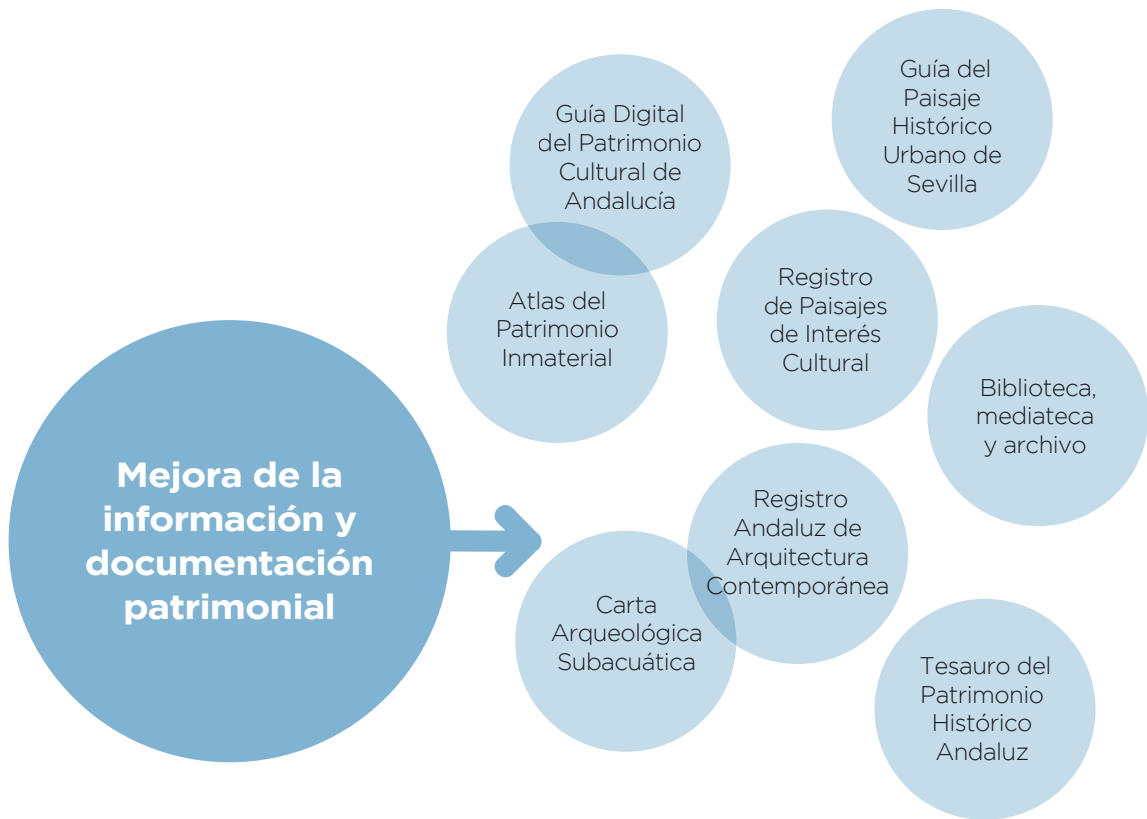 Mejora de la
información y
documentación
patrimonial
Guía Digital
del Patrimonio
Cultural de
Andalucía
Guía del
Paisaje
Histórico
Urbano de
Sevilla
Atlas del
Patrimonio
Inmaterial
Registro
de Paisajes
de Interés
Cultural
Biblioteca,
mediateca
y archivo
Registro
Andaluz de
Arquitectura
Contemporánea
Carta
Arqueológica
Subacuática
Tesauro del
Patrimonio
Histórico
Andaluz